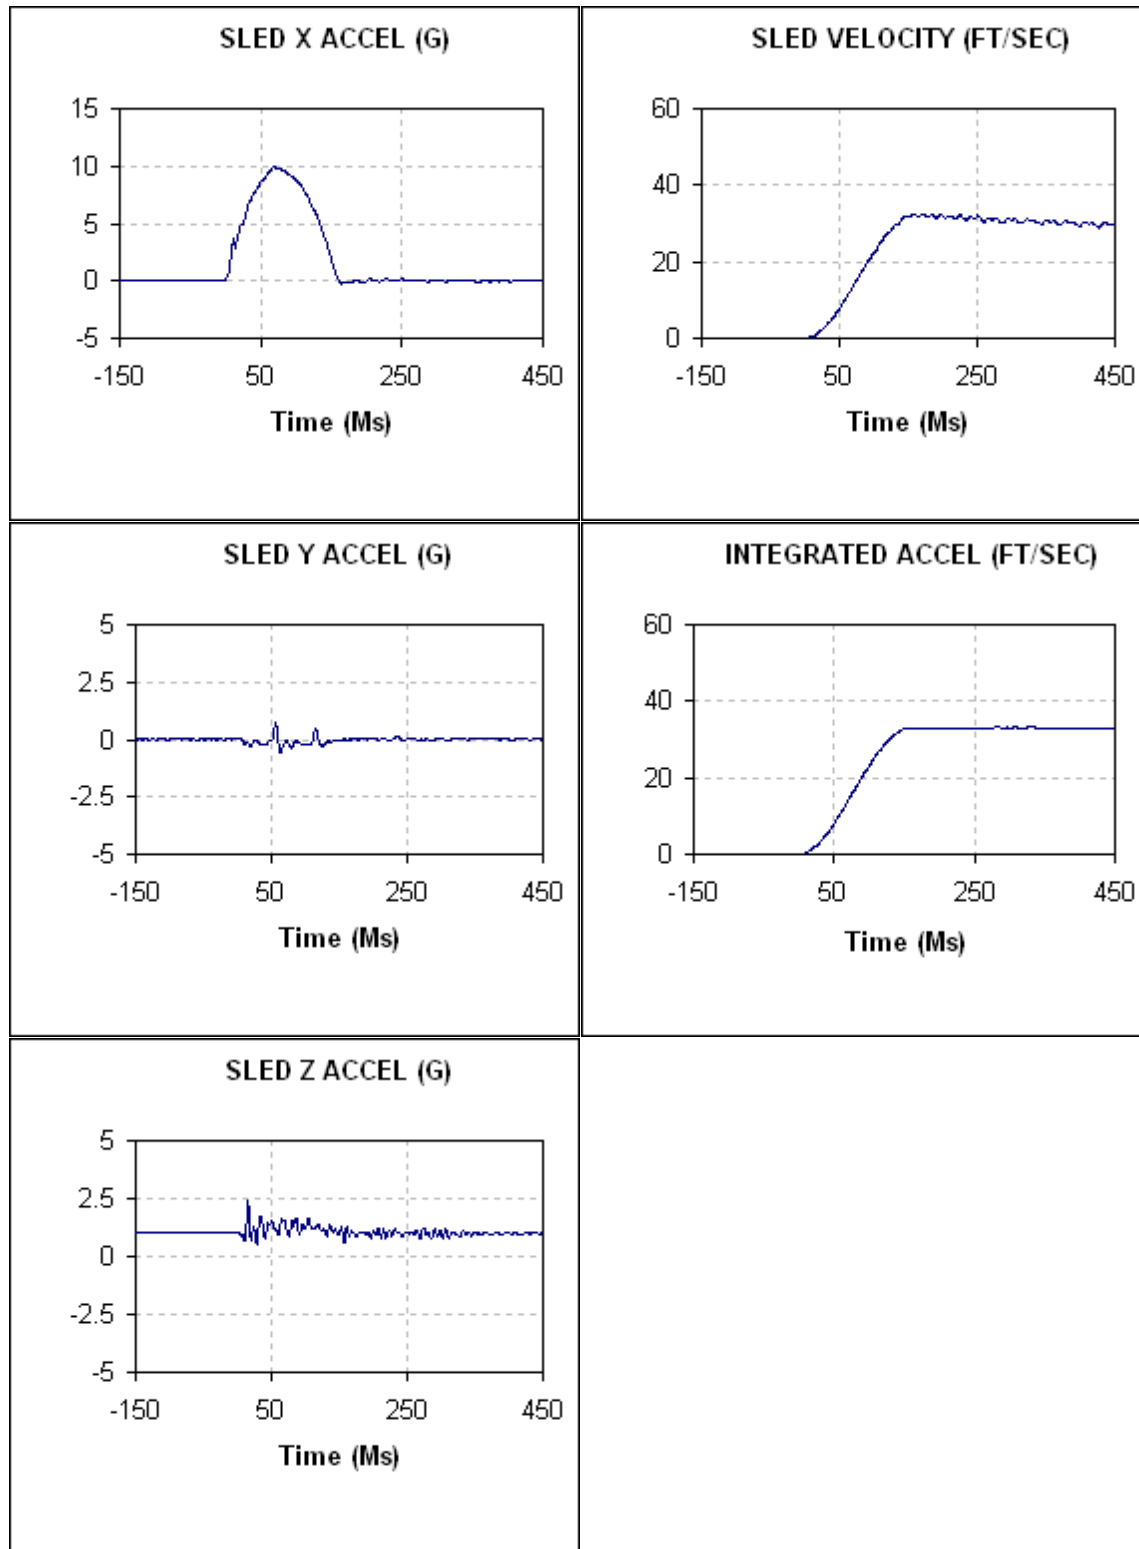 SLED X ACCEL (G)
15
10
5
0
-5
-150 50 250 450
Time (Ms)
SLED VELOCITY (FT/SEC)
60
40
20
0
-150 50 250 450
Time (Ms)
SLED Y ACCEL (G)
5
2.5
0
-2.5
-5
-150 50 250 450
Time (Ms)
INTEGRATED ACCEL (FT/SEC)
60
40
20
0
-150 50 250 450
Time (Ms)
SLED Z ACCEL (G)
5
2.5
0
-2.5
-5
-150 50 250 450
Time (Ms)